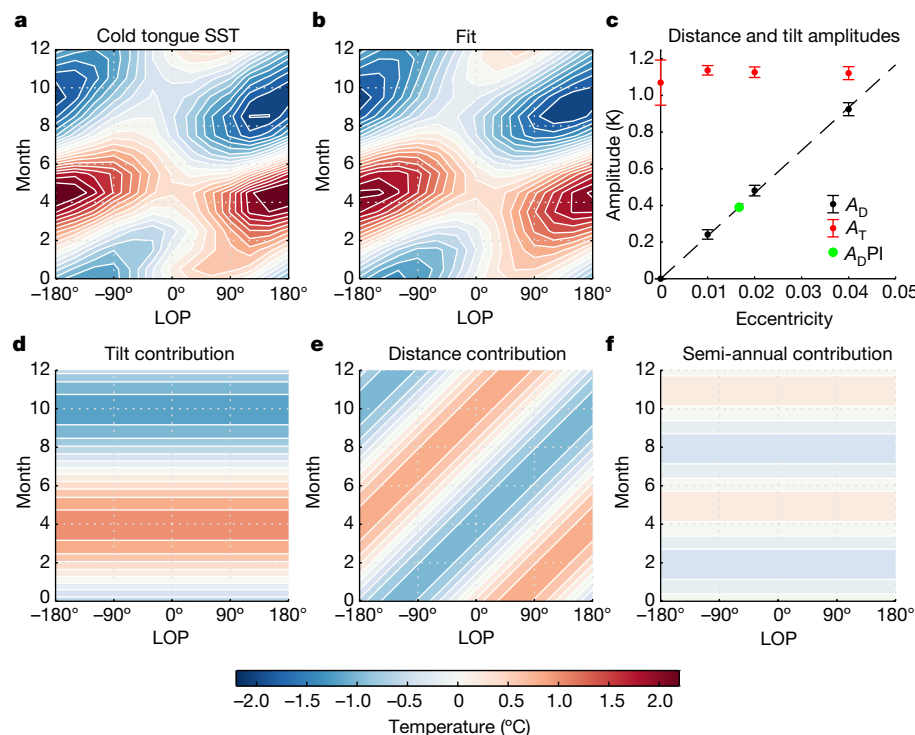 a Cold tongue SST
b Fit
c Distance and tilt amplitudes
Month
12
10
8
6
4
2
0
−180° −90° 0° 90° 180°
LOP
Month
12
10
8
6
4
2
0
−180° −90° 0° 90° 180°
LOP
Amplitude (K)
1.2
1.0
0.8
0.6
0.4
0.2
0
A_D
A_T
A_DPI
0 0.01 0.02 0.03 0.04 0.05
Eccentricity
d Tilt contribution
e Distance contribution
f Semi-annual contribution
Month
12
10
8
6
4
2
0
−180° −90° 0° 90° 180°
LOP
Month
12
10
8
6
4
2
0
−180° −90° 0° 90° 180°
LOP
Month
12
10
8
6
4
2
0
−180° −90° 0° 90° 180°
LOP
−2.0 −1.5 −1.0 −0.5 0 0.5 1.0 1.5 2.0
Temperature (°C)